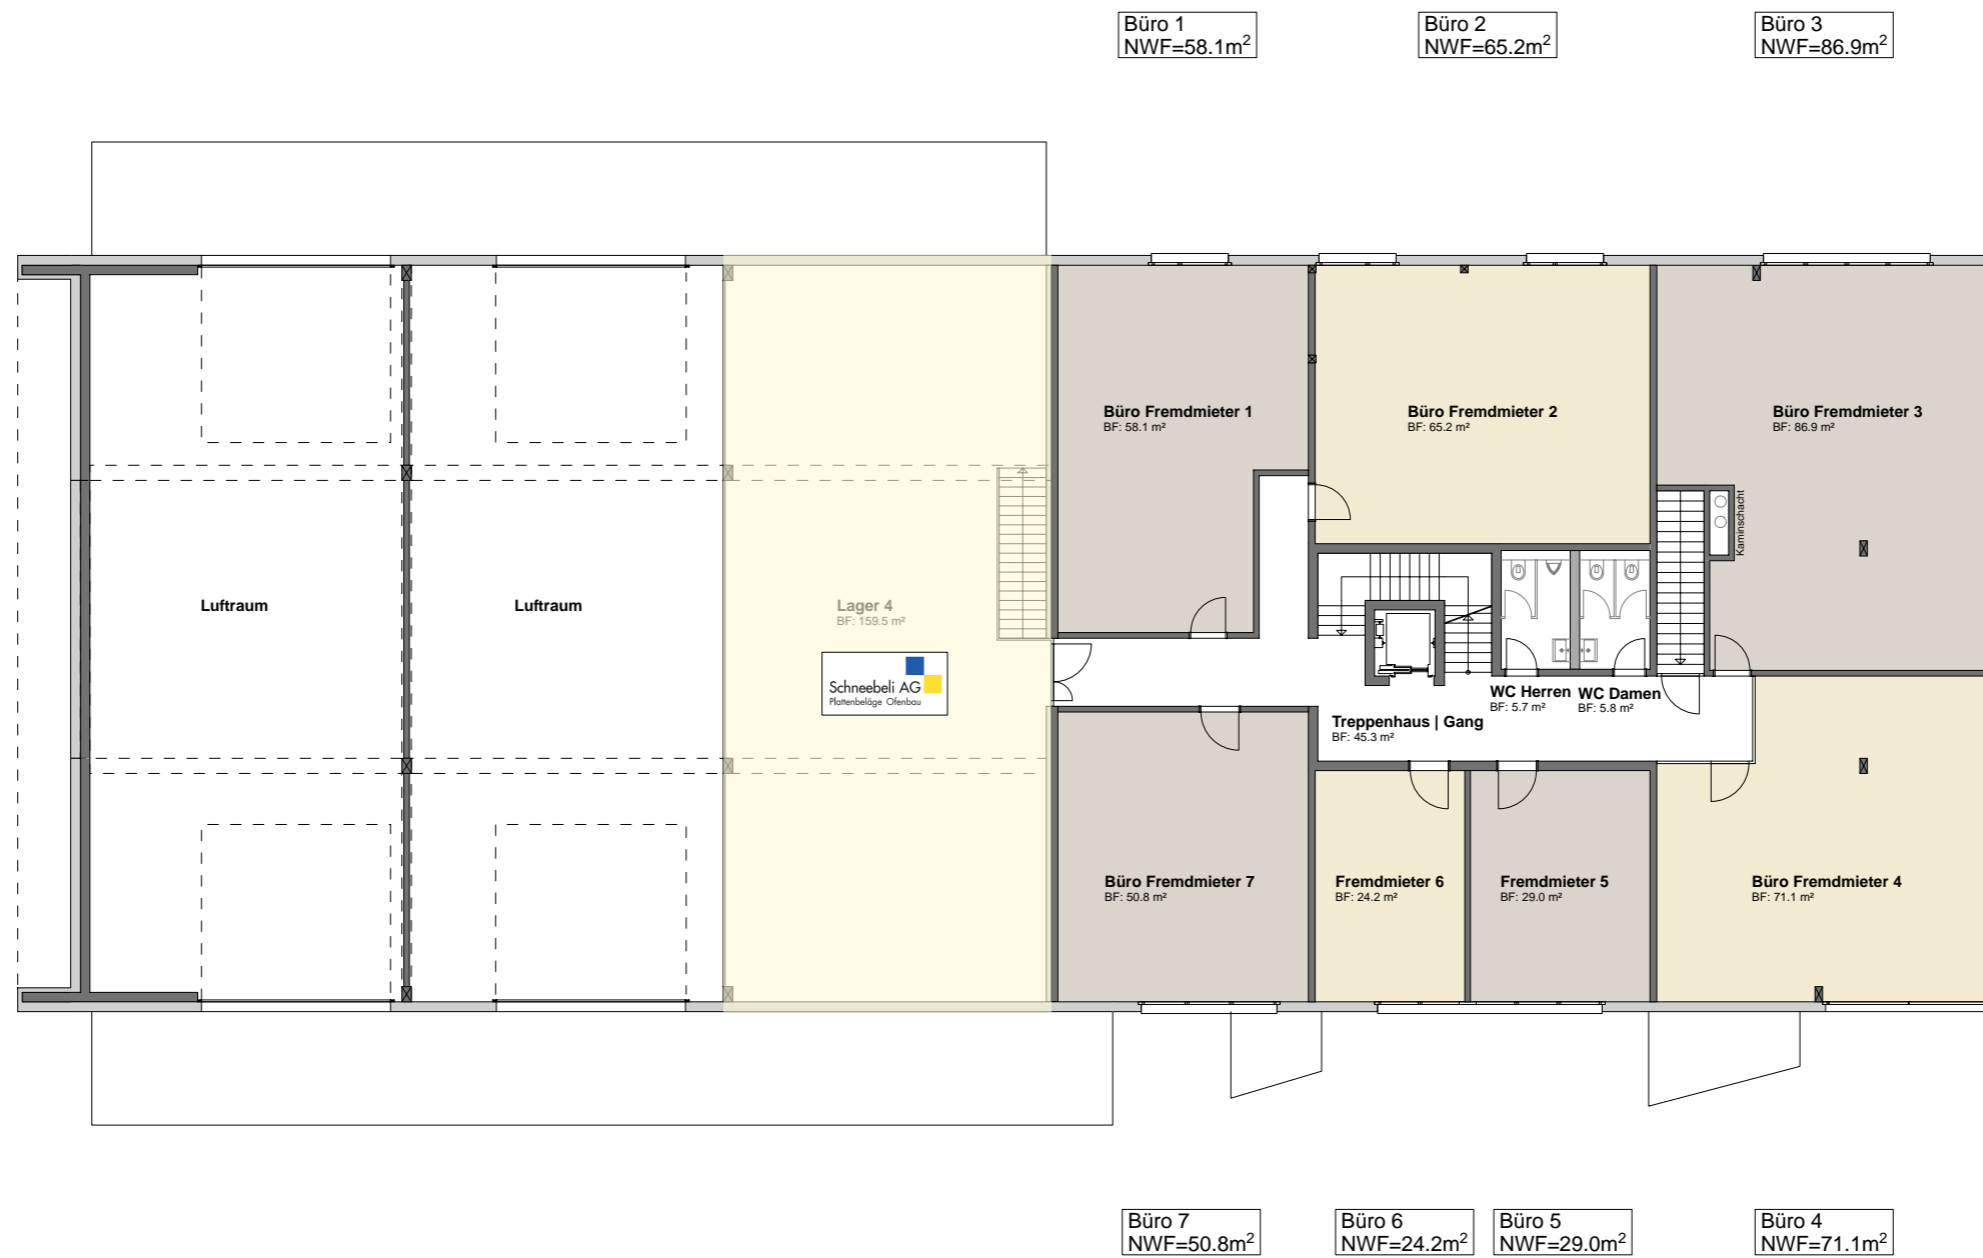 Büro 1
NWF=58.1m²
Büro 2
NWF=65.2m²
Büro 3
NWF=86.9m²
Büro Fremdmieter 1
BF: 58.1 m²
Büro Fremdmieter 2
BF: 65.2 m²
Büro Fremdmieter 3
BF: 86.9 m²
Kaminschacht
Luftraum
Luftraum
Lager 4
BF: 159.5 m²
Schneebeli AG
Plattenbeläge Ofenbau
WC Herren
BF: 5.7 m²
WC Damen
BF: 5.8 m²
Treppenhaus | Gang
BF: 45.3 m²
Büro Fremdmieter 7
BF: 50.8 m²
Fremdmieter 6
BF: 24.2 m²
Fremdmieter 5
BF: 29.0 m²
Büro Fremdmieter 4
BF: 71.1 m²
Büro 7
NWF=50.8m²
Büro 6
NWF=24.2m²
Büro 5
NWF=29.0m²
Büro 4
NWF=71.1m²